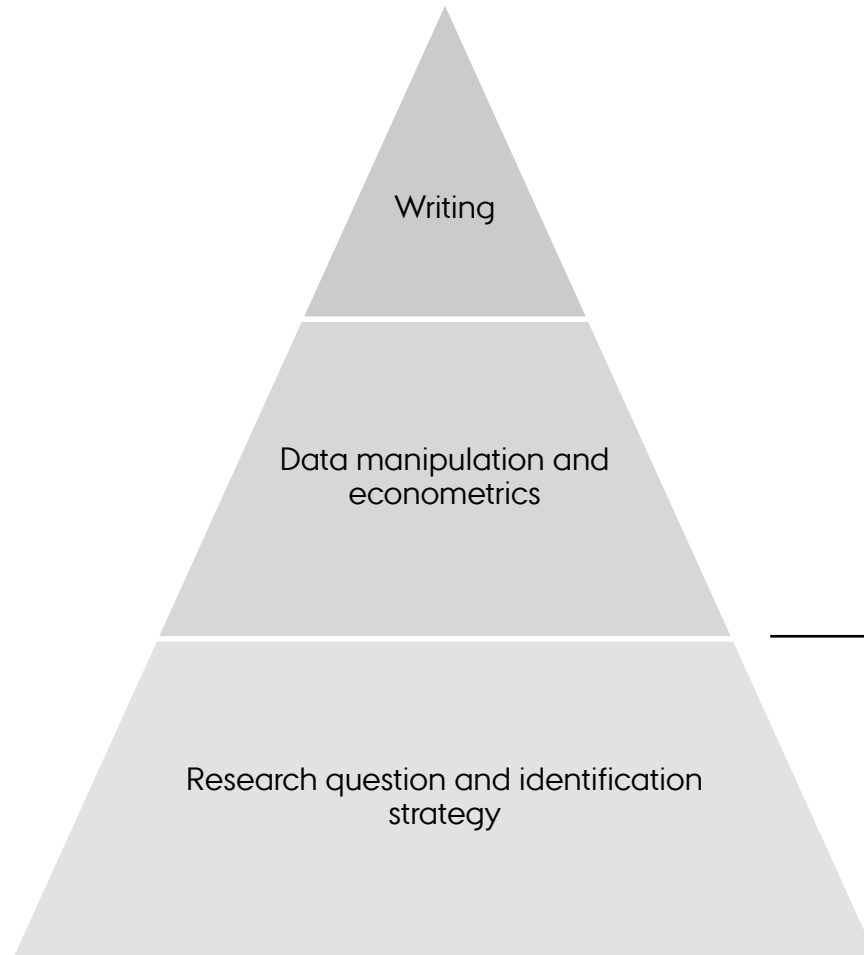 Writing
Data manipulation and
econometrics
Research question and identification
strategy